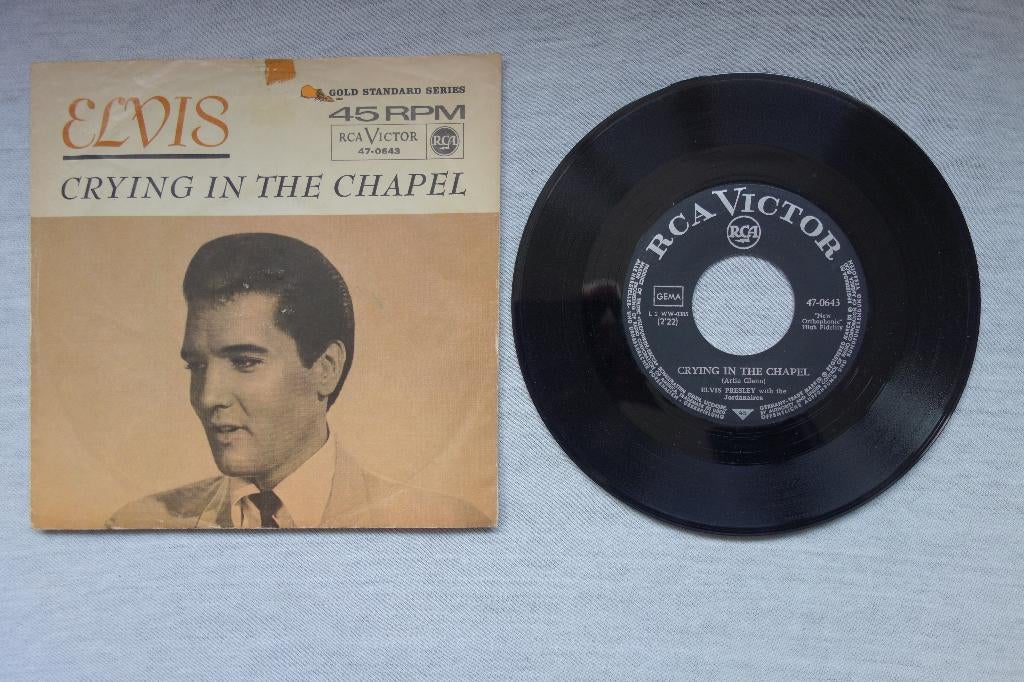 ELVIS
GOLD STANDARD SERIES
45 RPM
RCA VICTOR
47-0643
RCA
CRYING IN THE CHAPEL
RCA VICTOR
RCA
GEMA
(2'22)
47-0643
"New
Orthophonic"
High Fidelity
CRYING IN THE CHAPEL
(Artie Glenn)
ELVIS PRESLEY with the
Jordanaires